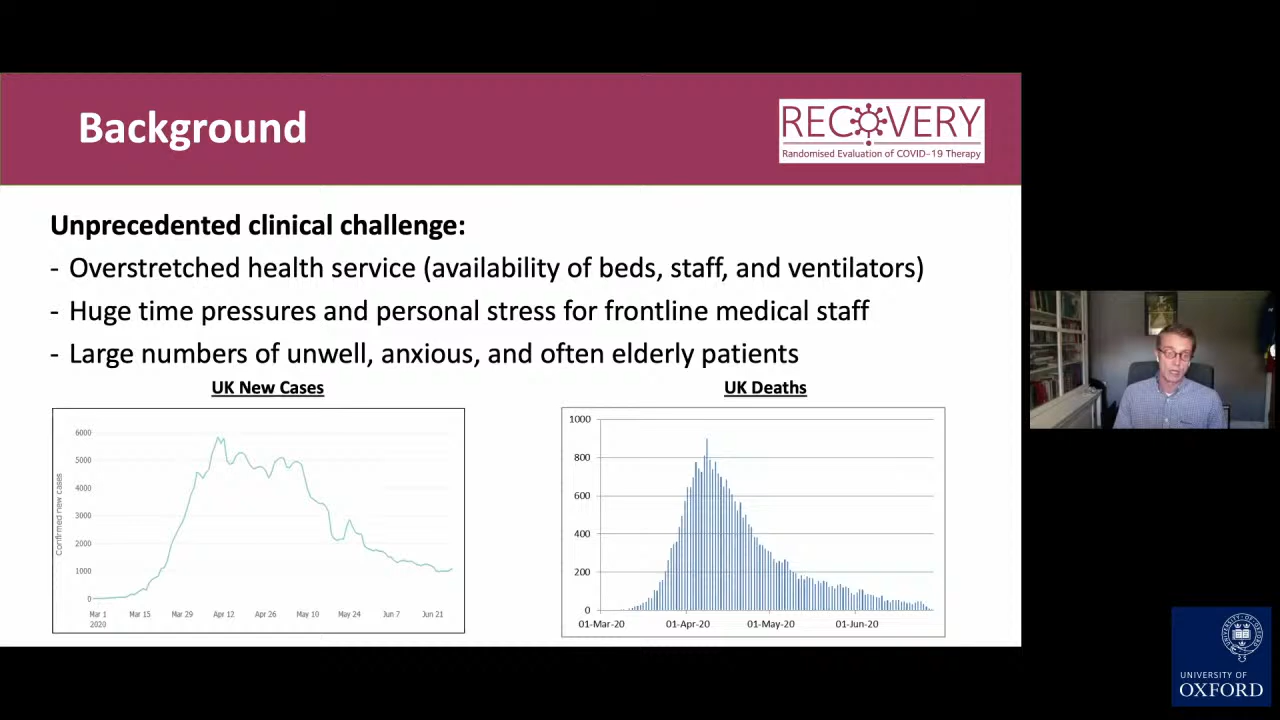 Background
RECOVERY
Randomised Evaluation of COVID-19 Therapy
Unprecedented clinical challenge:
- Overstretched health service (availability of beds, staff, and ventilators)
- Huge time pressures and personal stress for frontline medical staff
- Large numbers of unwell, anxious, and often elderly patients
UK New Cases
Confirmed new cases
6000
5000
4000
3000
2000
1000
0
Mar 1 Mar 15 Mar 29 Apr 12 Apr 26 May 10 May 24 Jun 7 Jun 21
2020
UK Deaths
1000
800
600
400
200
0
01-Mar-20 01-Apr-20 01-May-20 01-Jun-20
UNIVERSITY OF
OXFORD